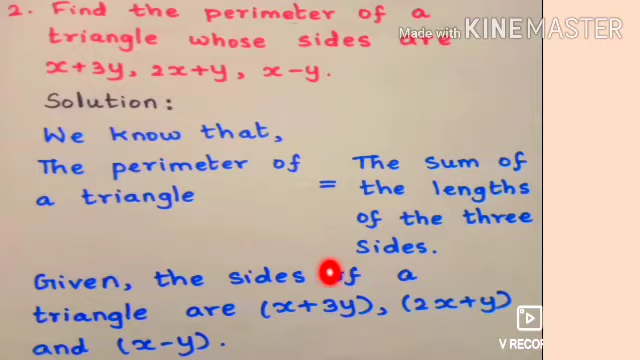 2. Find the perimeter of a
triangle whose sides are
x+3y, 2x+y, x-y.
Made with KINEMASTER
Solution:
We know that,
The perimeter of a triangle = The sum of the lengths of the three sides.
Given, the sides of a
triangle are (x+3y), (2x+y)
and (x-y).
V RECOR